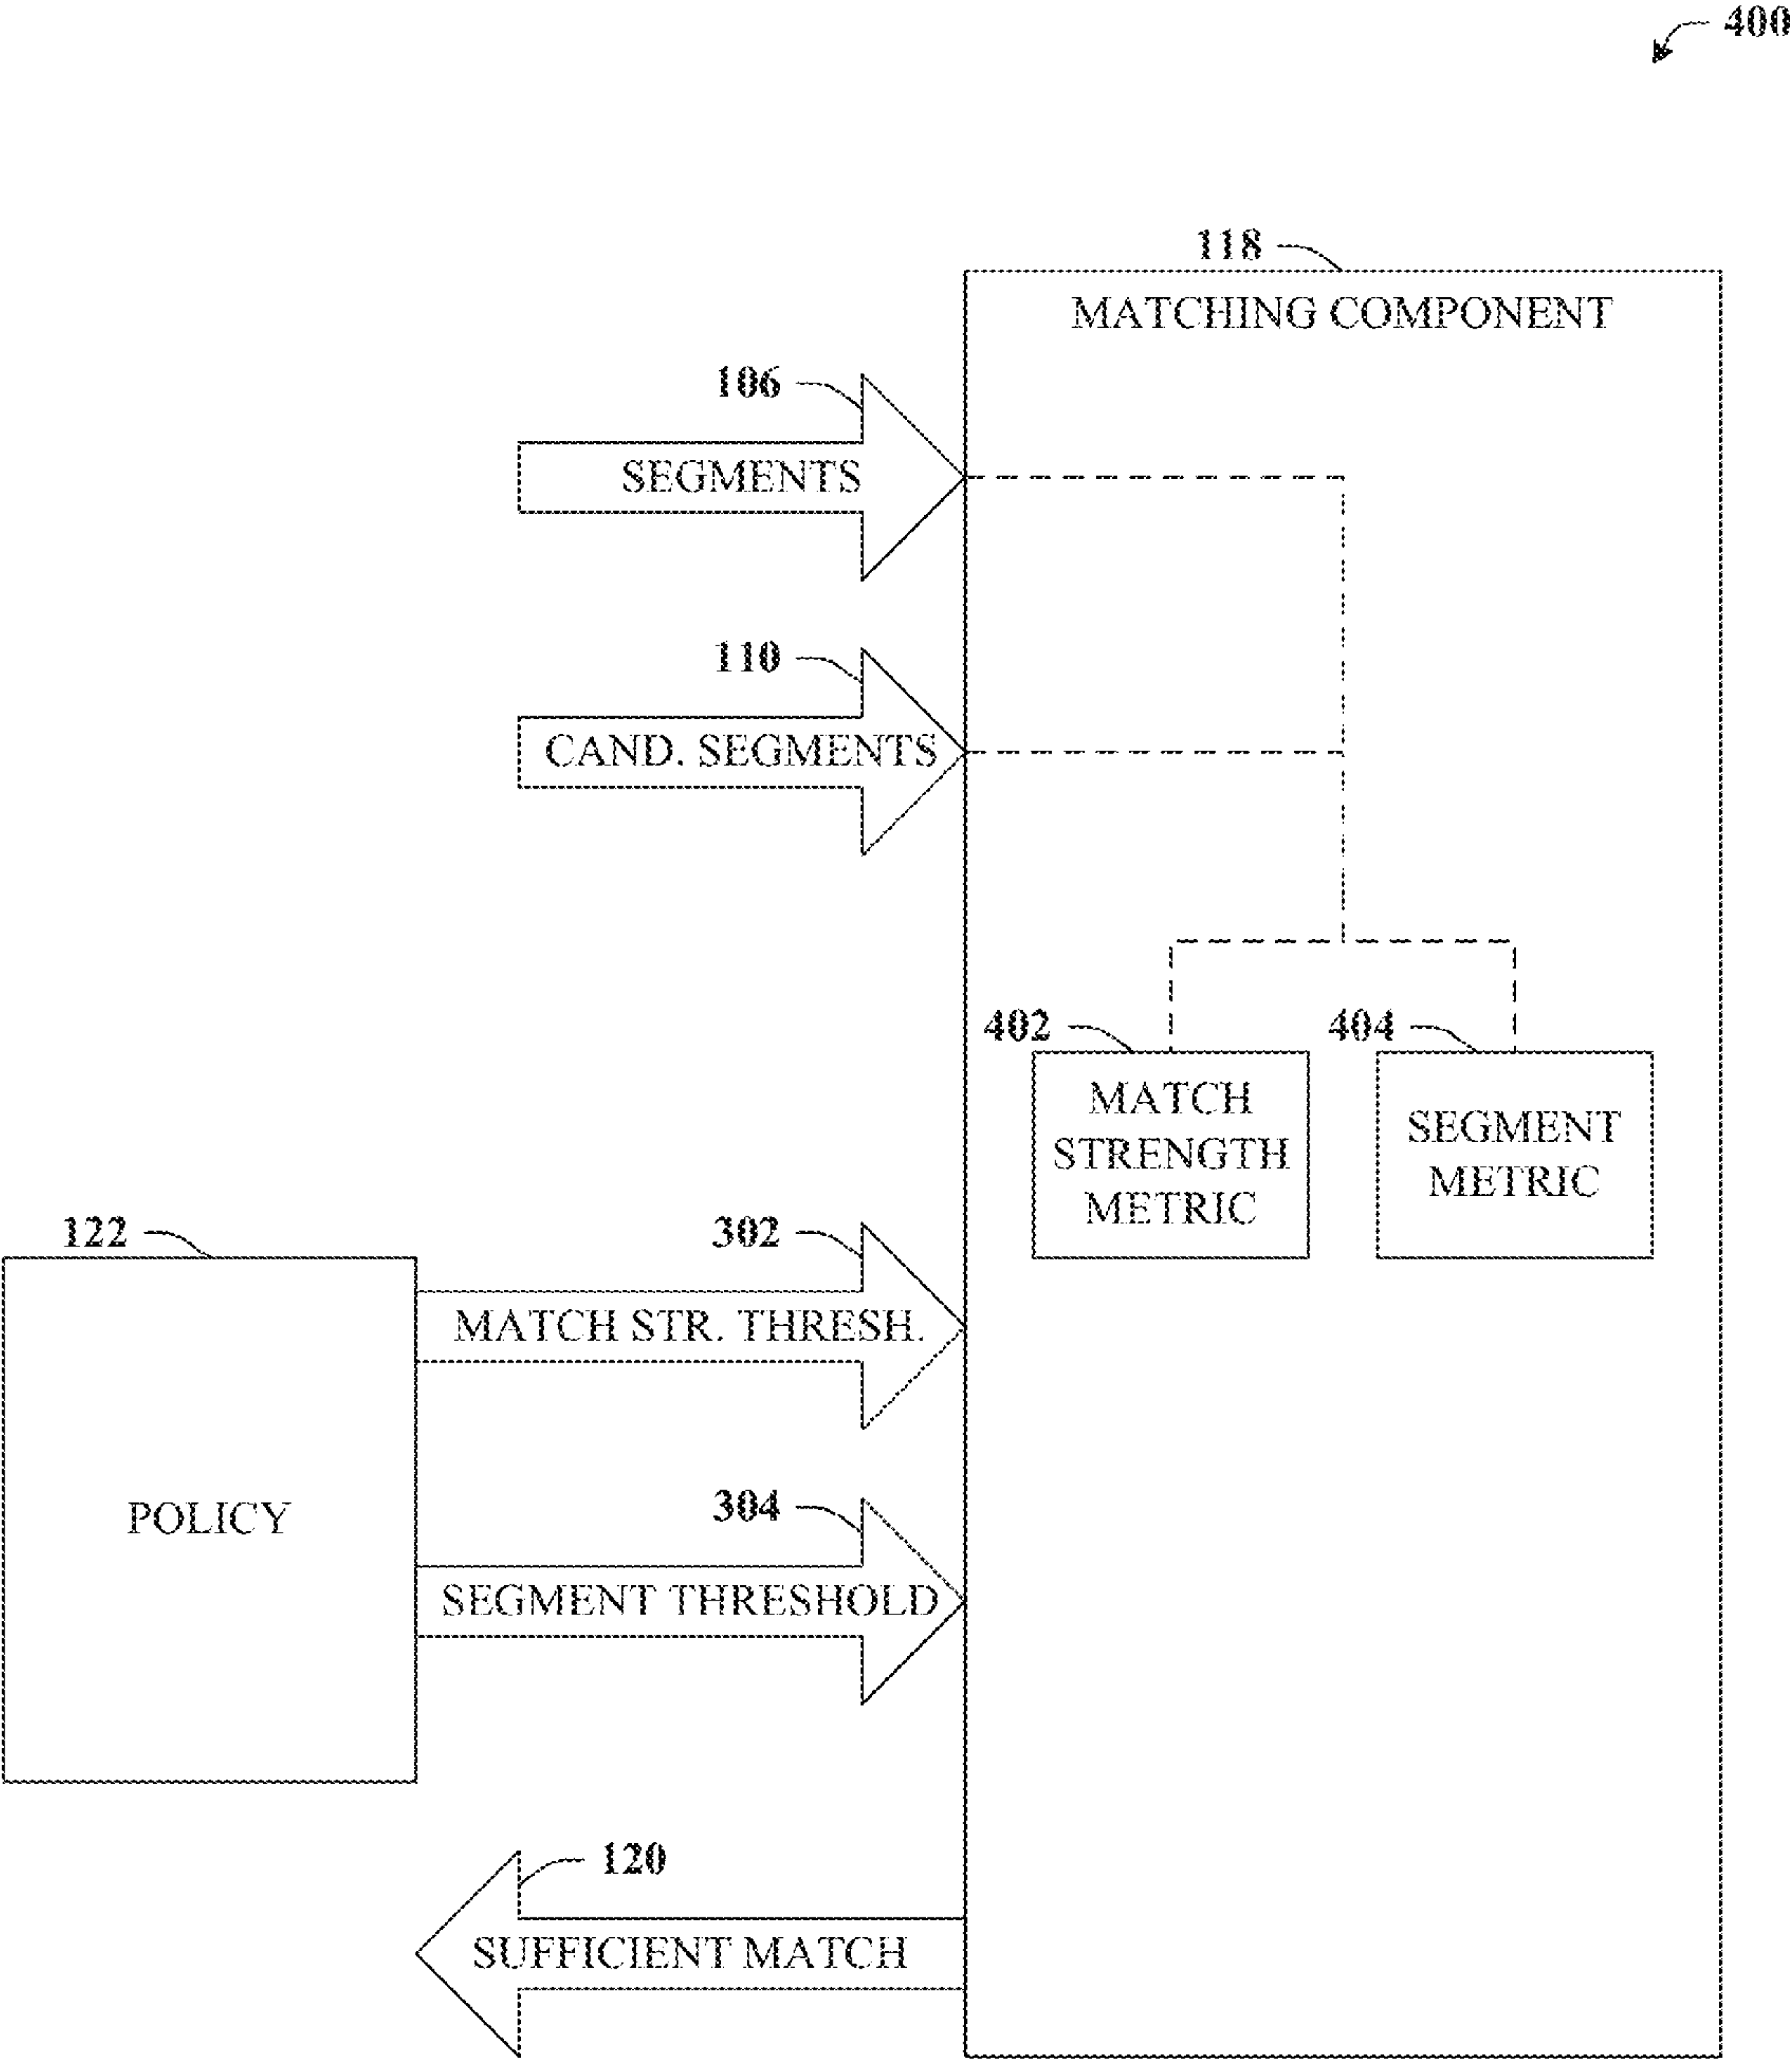 400
118
MATCHING COMPONENT
106
SEGMENTS
110
CAND. SEGMENTS
402
404
MATCH
STRENGTH
METRIC
SEGMENT
METRIC
122
302
MATCH STR. THRESH.
POLICY
304
SEGMENT THRESHOLD
120
SUFFICIENT MATCH